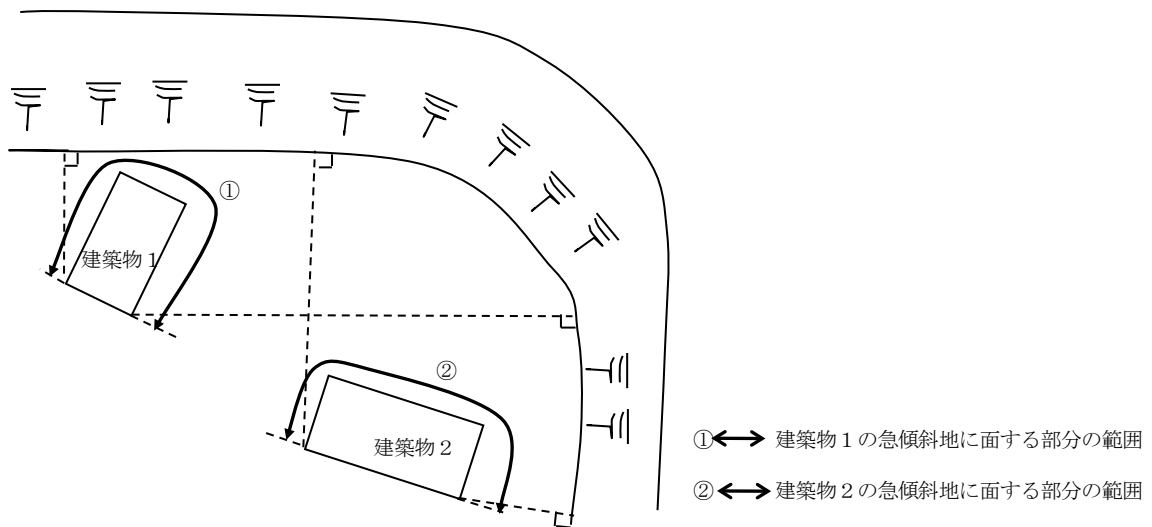 ①
建築物1
②
建築物2
① 建築物1の急傾斜地に面する部分の範囲
② 建築物2の急傾斜地に面する部分の範囲